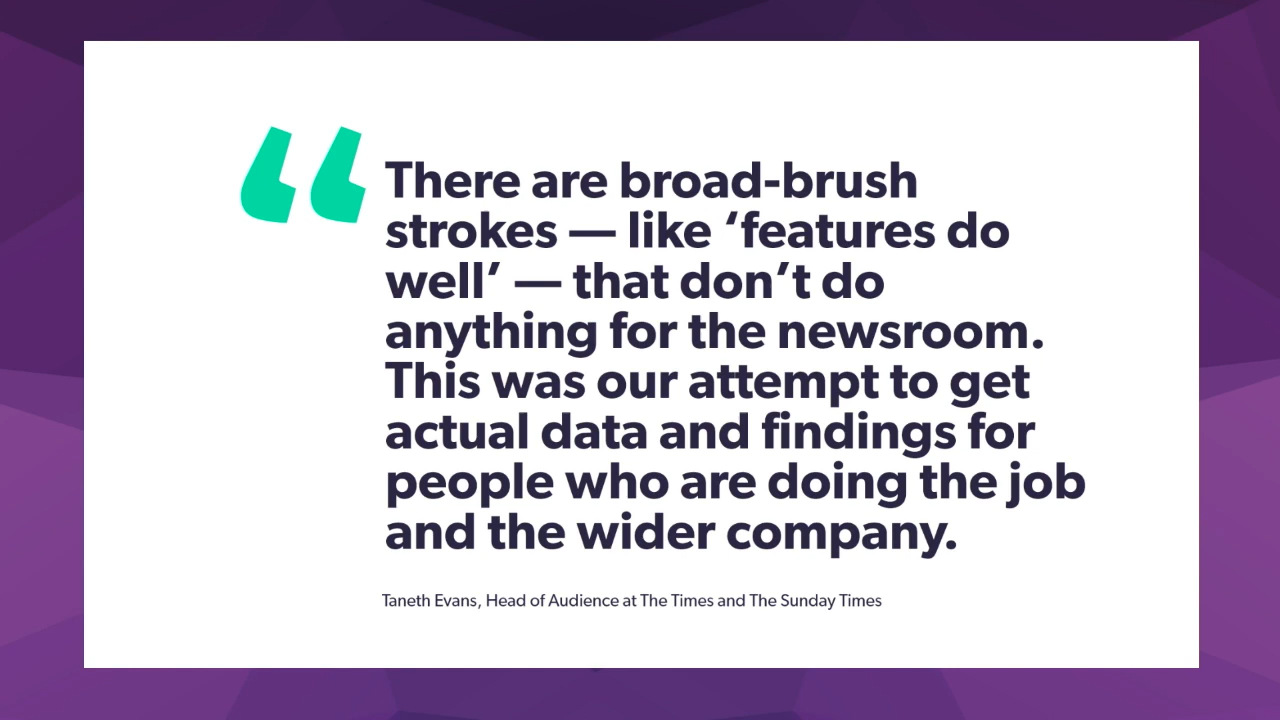 “
There are broad-brush
strokes — like ‘features do
well’ — that don’t do
anything for the newsroom.
This was our attempt to get
actual data and findings for
people who are doing the job
and the wider company.
Taneth Evans, Head of Audience at The Times and The Sunday Times